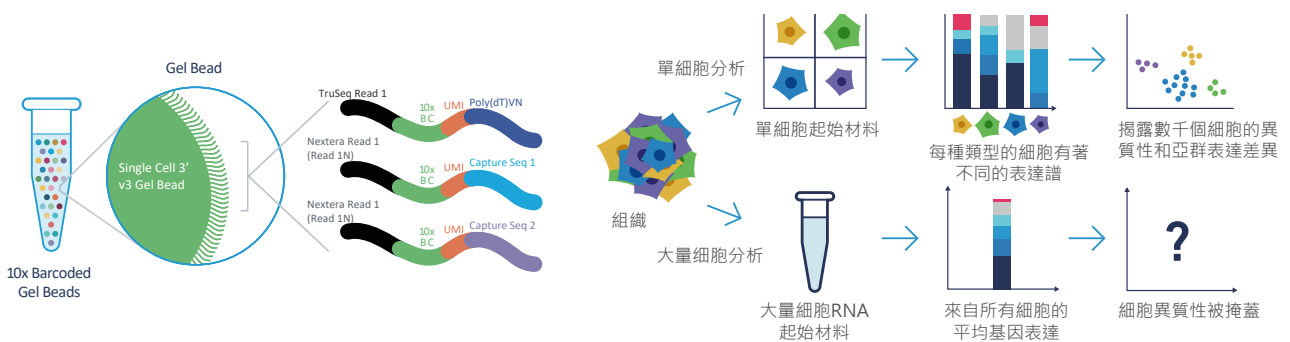 Gel Bead
Single Cell 3’
v3 Gel Bead
10x Barcoded
Gel Beads
TruSeq Read 1
10x
BC
UMI
Poly(dT)VN
Nextera Read 1
(Read 1N)
10x
BC
UMI
Capture Seq 1
Nextera Read 1
(Read 1N)
10x
BC
UMI
Capture Seq 2
組織
單細胞分析
單細胞起始材料
每種類型的細胞有著
不同的表達譜
揭露數千個細胞的異
質性和亞群表達差異
大量细胞分析
大量細胞RNA
起始材料
來自所有細胞的
平均基因表達
?
細胞異質性被掩蓋